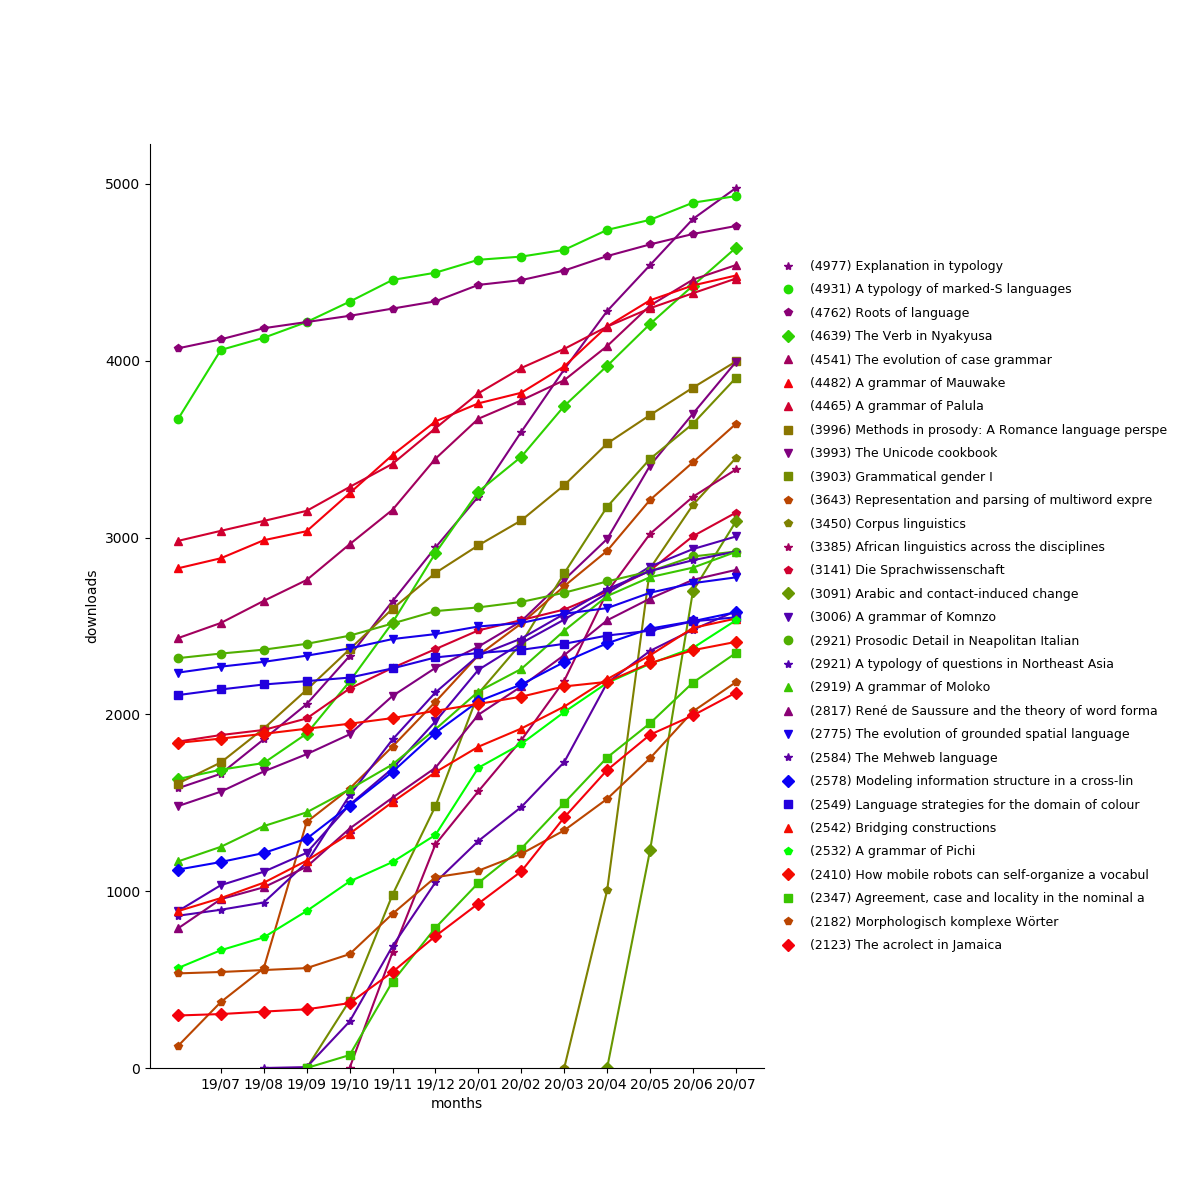 5000
4000
3000
2000
1000
0
downloads
19/07 19/08 19/09 19/10 19/11 19/12 20/01 20/02 20/03 20/04 20/05 20/06 20/07
months
(4977) Explanation in typology
(4931) A typology of marked-S languages
(4762) Roots of language
(4639) The Verb in Nyakyusa
(4541) The evolution of case grammar
(4482) A grammar of Mauwake
(4465) A grammar of Palula
(3996) Methods in prosody: A Romance language perspe
(3993) The Unicode cookbook
(3903) Grammatical gender I
(3643) Representation and parsing of multiword expre
(3450) Corpus linguistics
(3385) African linguistics across the disciplines
(3141) Die Sprachwissenschaft
(3091) Arabic and contact-induced change
(3006) A grammar of Komnzo
(2921) Prosodic Detail in Neapolitan Italian
(2921) A typology of questions in Northeast Asia
(2919) A grammar of Moloko
(2817) René de Saussure and the theory of word forma
(2775) The evolution of grounded spatial language
(2584) The Mehweb language
(2578) Modeling information structure in a cross-lin
(2549) Language strategies for the domain of colour
(2542) Bridging constructions
(2532) A grammar of Pichi
(2410) How mobile robots can self-organize a vocabul
(2347) Agreement, case and locality in the nominal a
(2182) Morphologisch komplexe Wörter
(2123) The acrolect in Jamaica